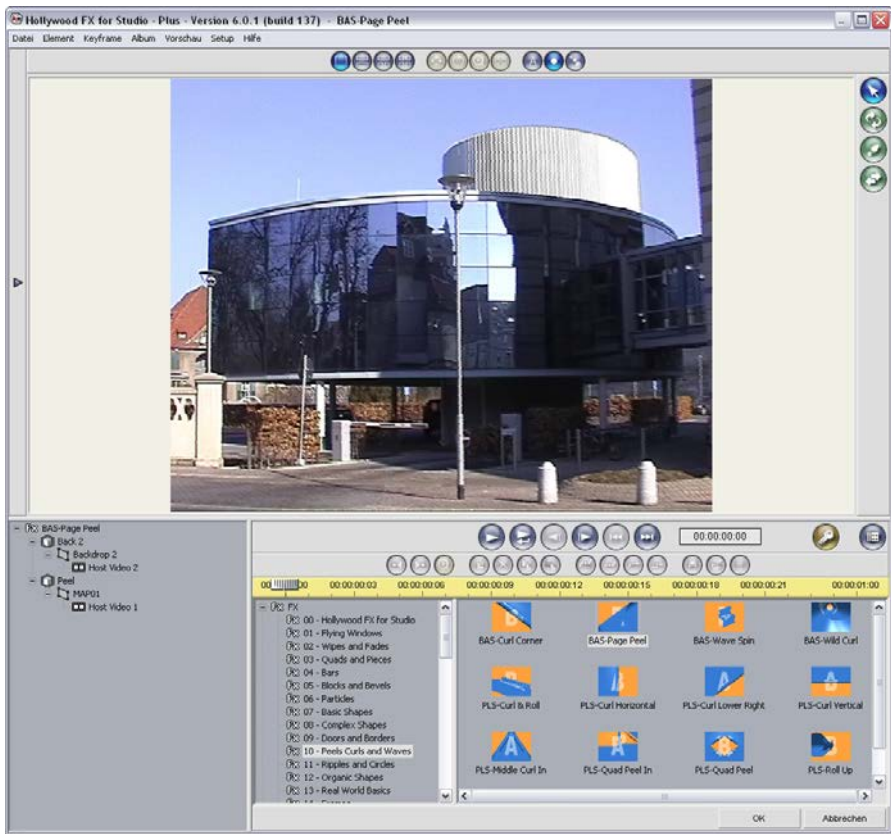 Hollywood FX for Studio - Plus - Version 6.0.1 (build 137) - BAS-Page Peel
Datei Element Keyframe Album Vorschau Setup Hilfe
BAS-Page Peel
Back 2
Backdrop 2
Host Video 2
Peel
MAP01
Host Video 1
00:00:00:00
00:00:00:03 00:00:00:06 00:00:00:09 00:00:00:12 00:00:00:15 00:00:00:18 00:00:00:21 00:00:01:00
FX
00 - Hollywood FX for Studio
01 - Flying Windows
02 - Wipes and Fades
03 - Quads and Pieces
04 - Bars
05 - Blocks and Bevels
06 - Particles
07 - Basic Shapes
08 - Complex Shapes
09 - Doors and Borders
10 - Peels Curls and Waves
11 - Ripples and Circles
12 - Organic Shapes
13 - Real World Basics
BAS-Curl Corner BAS-Page Peel BAS-Wave Spin BAS-Wild Curl
PLS-Curl & Roll PLS-Curl Horizontal PLS-Curl Lower Right PLS-Curl Vertical
PLS-Middle Curl In PLS-Quad Peel In PLS-Quad Peel PLS-Roll Up
OK Abbrechen